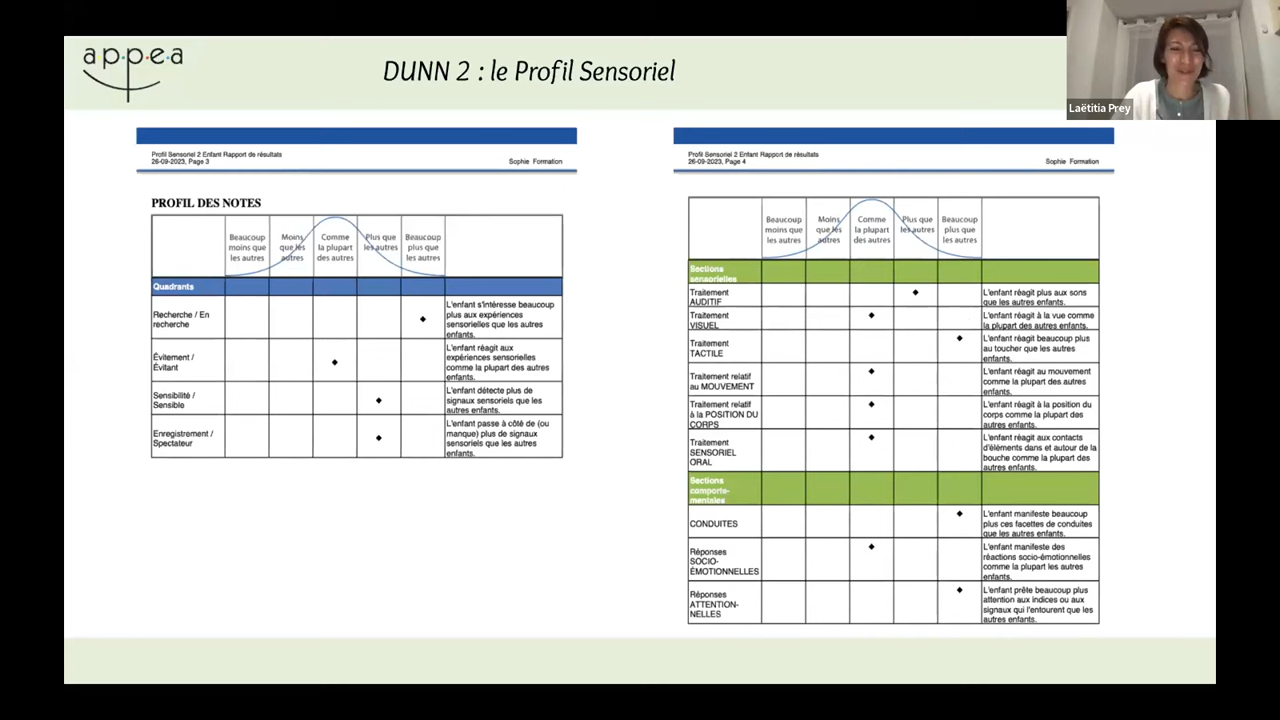 appea
DUNN 2 : le Profil Sensoriel
Laëtitia Prey
Profil Sensoriel 2 Enfant Rapport de résultats
26-09-2023, Page 3
Sophie Formation
PROFIL DES NOTES
Beaucoup
moins que
les autres
Moins
que les
autres
Comme
la plupart
des autres
Plus que
les autres
Beaucoup
plus que
les autres
Quadrants
Recherche / En
recherche
L'enfant s'intéresse beaucoup
plus aux expériences
sensorielles que les autres
enfants.
Évitement /
Évitant
L'enfant réagit aux
expériences sensorielles
comme la plupart des autres
enfants.
Sensibilité /
Sensible
L'enfant détecte plus de
signaux sensoriels que les
autres enfants.
Enregistrement /
Spectateur
L'enfant passe à côté de (ou
manque) plus de signaux
sensoriels que les autres
enfants.
Profil Sensoriel 2 Enfant Rapport de résultats
26-09-2023, Page 4
Sophie Formation
Beaucoup
moins que
les autres
Moins
que les
autres
Comme
la plupart
des autres
Plus que
les autres
Beaucoup
plus que
les autres
Sections
sensorielles
Traitement
AUDITIF
L'enfant réagit plus aux sons
que les autres enfants.
Traitement
VISUEL
L'enfant réagit à la vue comme
la plupart des autres enfants.
Traitement
TACTILE
L'enfant réagit beaucoup plus
au toucher que les autres
enfants.
Traitement relatif
au MOUVEMENT
L'enfant réagit au mouvement
comme la plupart des autres
enfants.
Traitement relatif
à la POSITION DU
CORPS
L'enfant réagit à la position du
corps comme la plupart des
autres enfants.
Traitement
SENSORIEL
ORAL
L'enfant réagit aux contacts
d'éléments dans et autour de la
bouche comme la plupart des
autres enfants.
Sections
comporte-
mentales
CONDUITES
L'enfant manifeste beaucoup
plus ces facettes de conduites
que les autres enfants.
Réponses
SOCIO-
ÉMOTIONNELLES
L'enfant manifeste des
réactions socio-émotionnelles
comme la plupart les autres
enfants.
Réponses
ATTENTION-
NELLES
L'enfant prête beaucoup plus
attention aux indices ou aux
signaux qui l'entourent que les
autres enfants.